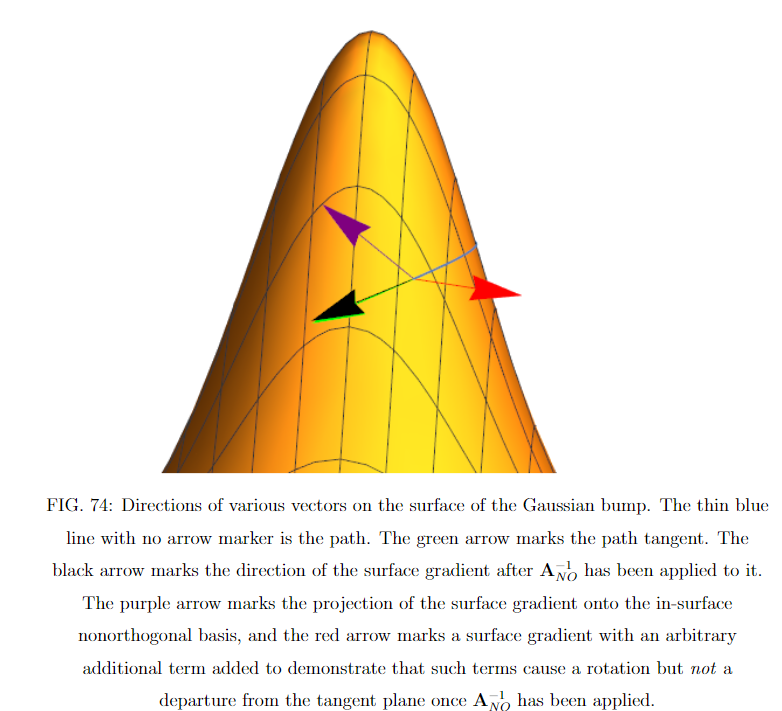 FIG. 74: Directions of various vectors on the surface of the Gaussian bump. The thin blue
line with no arrow marker is the path. The green arrow marks the path tangent. The
black arrow marks the direction of the surface gradient after A_{NO}^{-1} has been applied to it.
The purple arrow marks the projection of the surface gradient onto the in-surface
nonorthogonal basis, and the red arrow marks a surface gradient with an arbitrary
additional term added to demonstrate that such terms cause a rotation but not a
departure from the tangent plane once A_{NO}^{-1} has been applied.